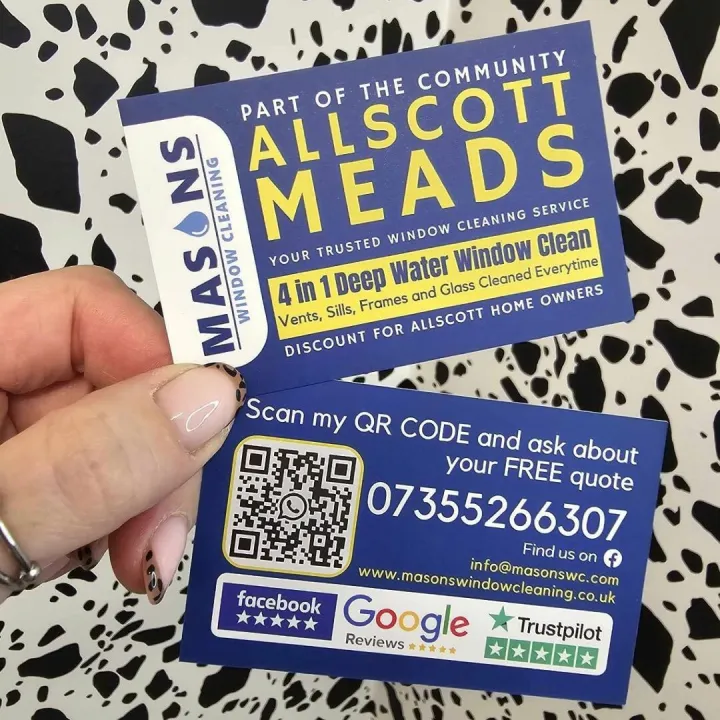 MASONS
WINDOW CLEANING
PART OF THE COMMUNITY
ALLSCOTT
MEADS
YOUR TRUSTED WINDOW CLEANING SERVICE
4 in 1 Deep Water Window Clean
Vents, Sills, Frames and Glass Cleaned Everytime
DISCOUNT FOR ALLSCOTT HOME OWNERS
Scan my QR CODE and ask about
your FREE quote
07355266307
Find us on
info@masonswc.com
www.masonswindowcleaning.co.uk
facebook
Google
Reviews
Trustpilot